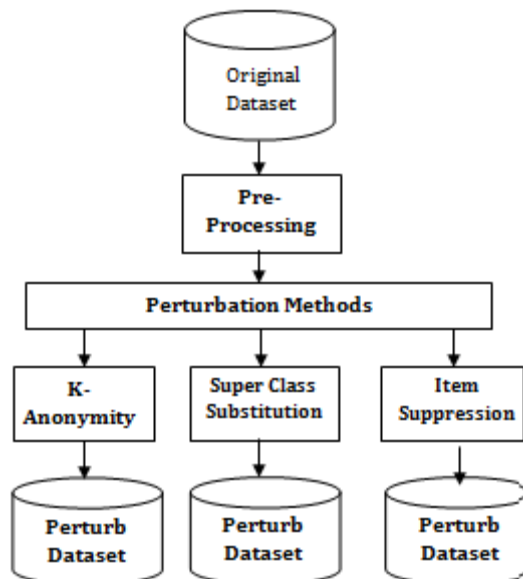 Original
Dataset
Pre-
Processing
Perturbation Methods
K-
Anonymity
Super Class
Substitution
Item
Suppression
Perturb
Dataset
Perturb
Dataset
Perturb
Dataset